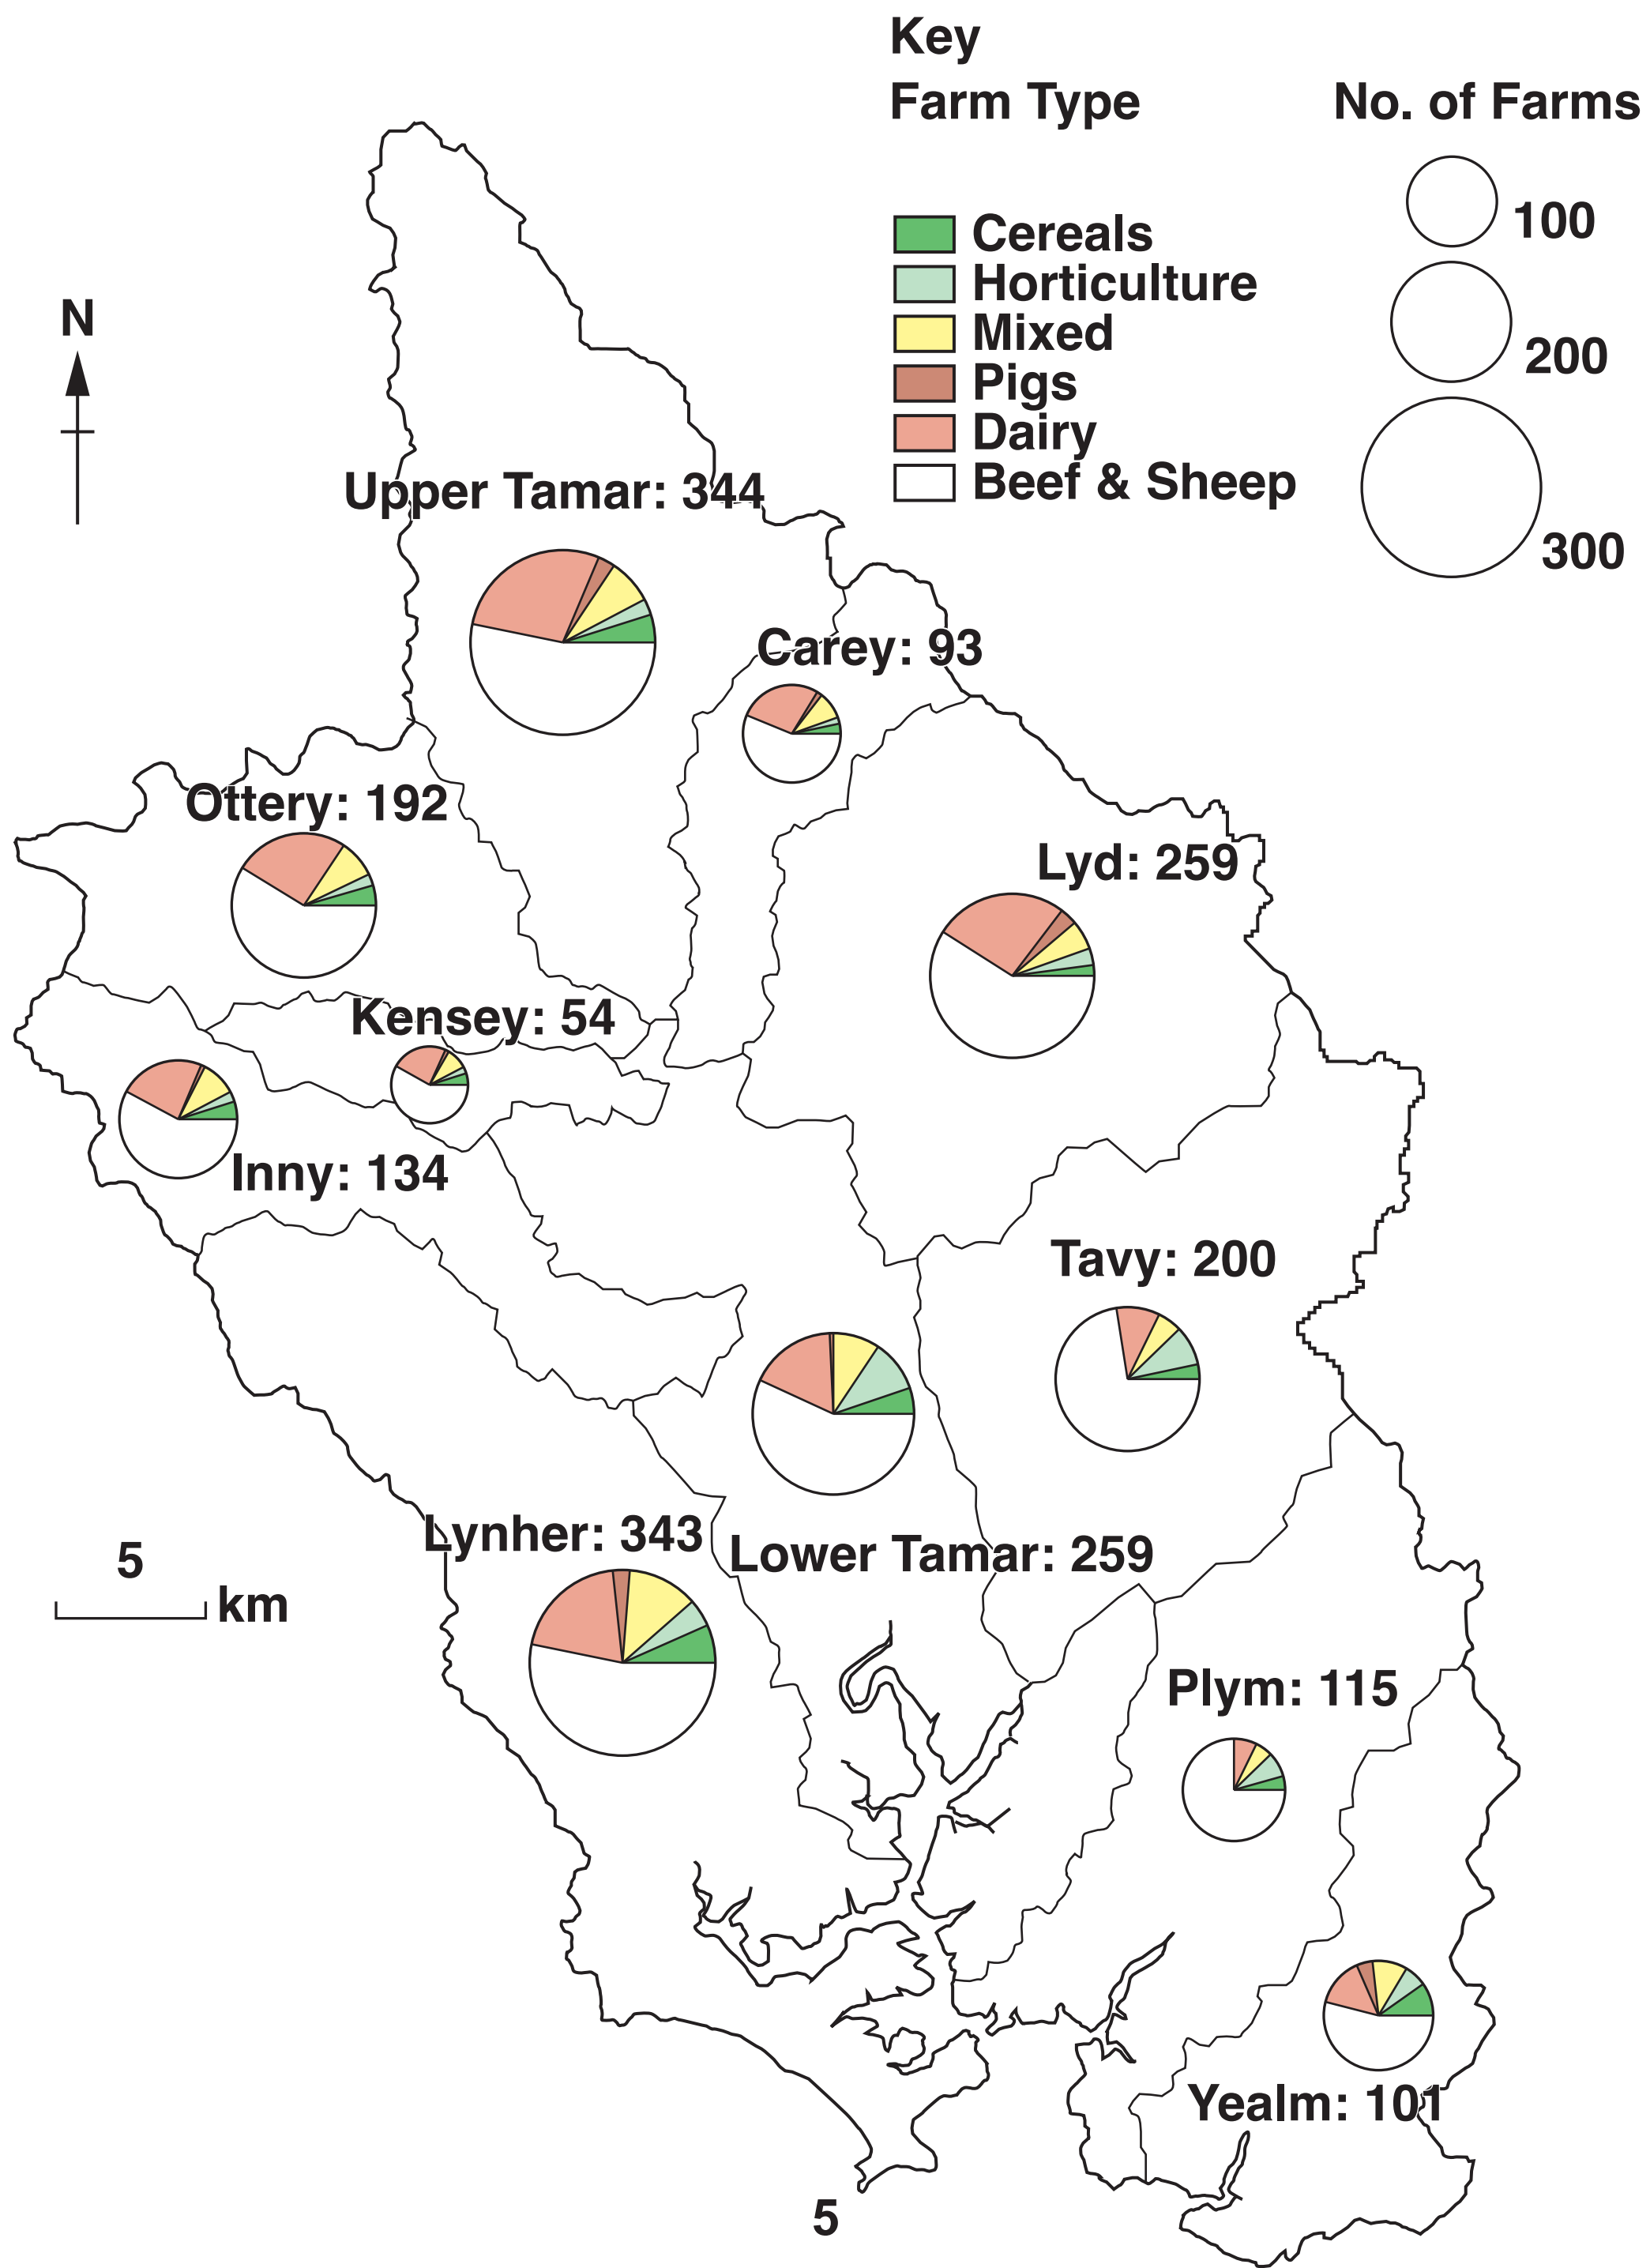 Key
Farm Type
No. of Farms
100
Cereals
Horticulture
Mixed
200
Pigs
Dairy
Beef & Sheep
300
N
Upper Tamar: 344
Carey: 93
Ottery: 192
Lyd: 259
Kensey: 54
Inny: 134
Tavy: 200
Lynher: 343
Lower Tamar: 259
5
km
Plym: 115
Yealm: 101
5